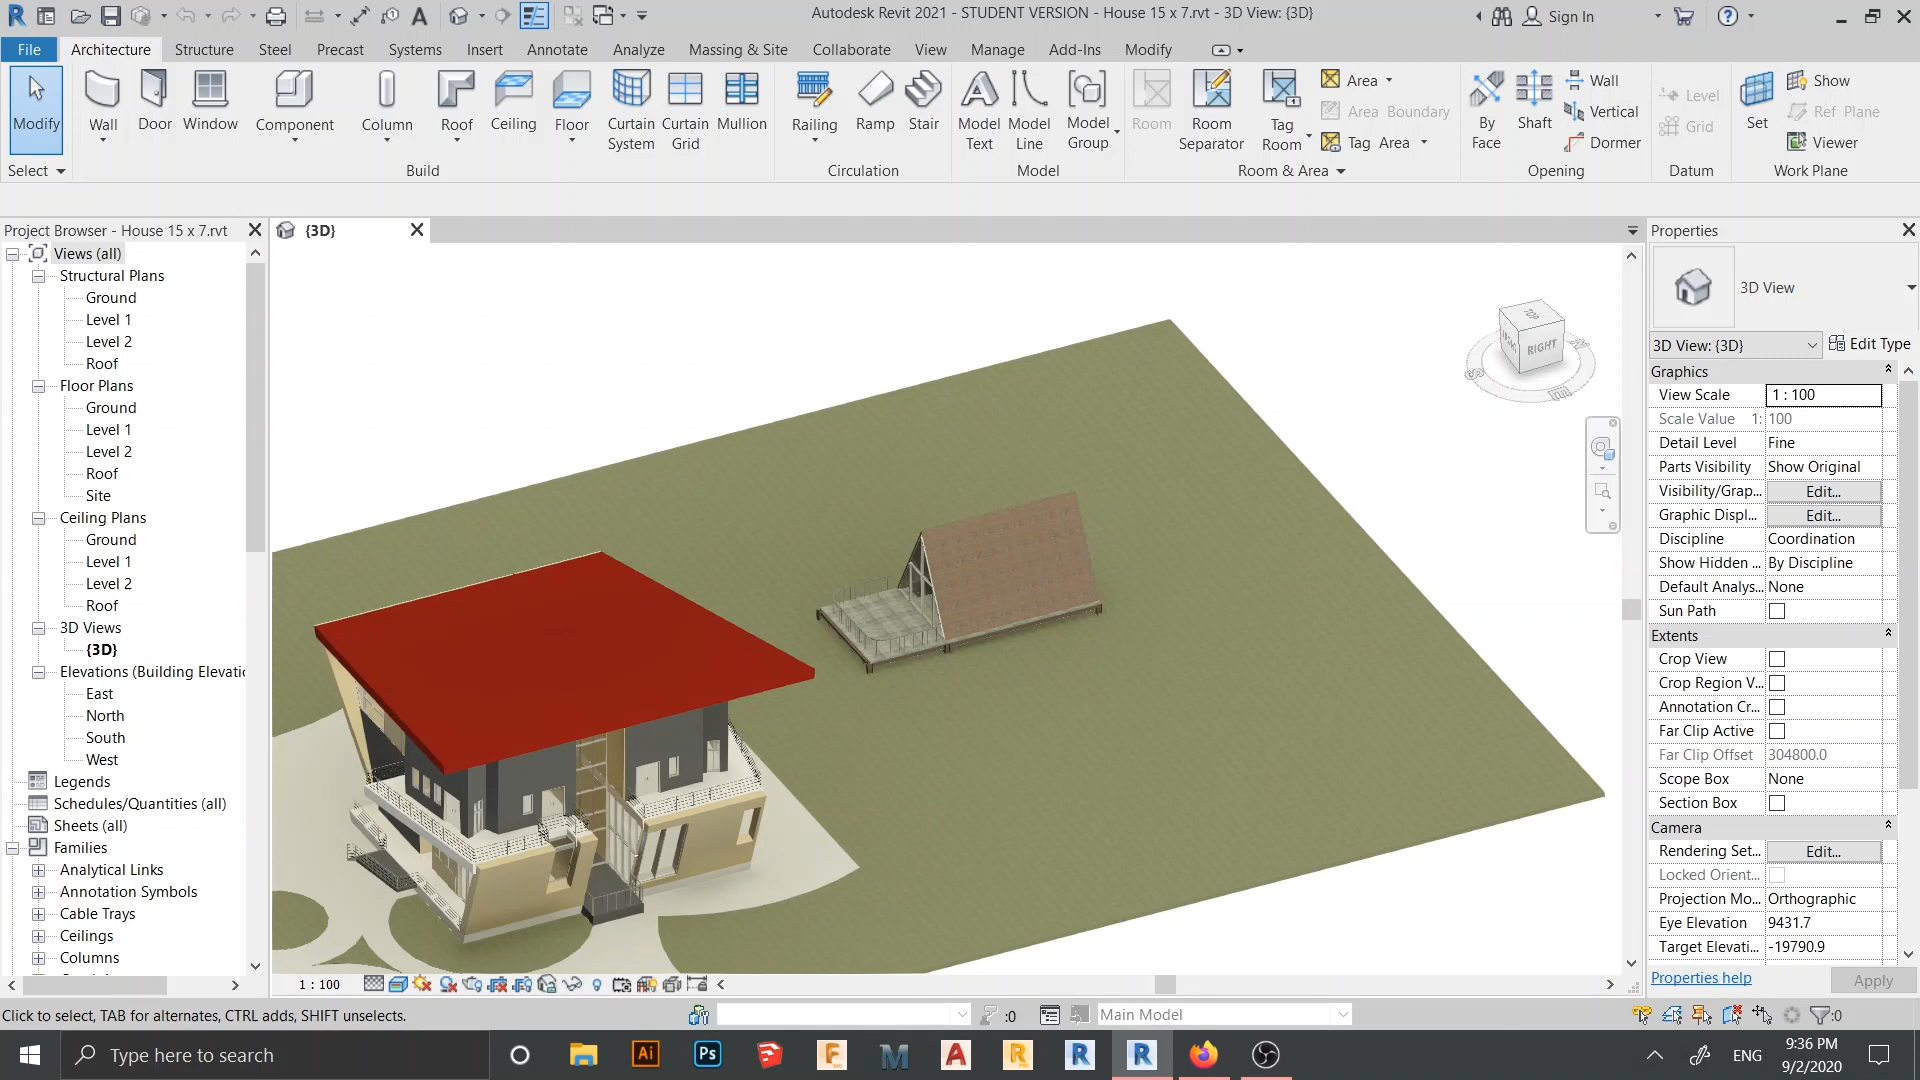 Autodesk Revit 2021 - STUDENT VERSION - House 15 x 7.rvt - 3D View: {3D}
Sign In
File Architecture Structure Steel Precast Systems Insert Annotate Analyze Massing & Site Collaborate View Manage Add-Ins Modify
Modify
Wall
Door
Window
Component
Column
Roof
Ceiling
Floor
Curtain System
Curtain Grid
Mullion
Railing
Ramp
Stair
Model Text
Model Line
Model Group
Room
Room Separator
Tag Room
Area
Area Boundary
Tag Area
By Face
Shaft
Wall
Vertical
Dormer
Level
Grid
Set
Show
Ref Plane
Viewer
Select
Build
Circulation
Model
Room & Area
Opening
Datum
Work Plane
Project Browser - House 15 x 7.rvt
Views (all)
Structural Plans
Ground
Level 1
Level 2
Roof
Floor Plans
Ground
Level 1
Level 2
Roof
Site
Ceiling Plans
Ground
Level 1
Level 2
Roof
3D Views
{3D}
Elevations (Building Elevati
East
North
South
West
Legends
Schedules/Quantities (all)
Sheets (all)
Families
Analytical Links
Annotation Symbols
Cable Trays
Ceilings
Columns
{3D}
TOP
RIGHT
Properties
3D View
3D View: {3D}
Edit Type
Graphics
View Scale 1 : 100
Scale Value 1: 100
Detail Level Fine
Parts Visibility Show Original
Visibility/Grap... Edit...
Graphic Displ... Edit...
Discipline Coordination
Show Hidden ... By Discipline
Default Analys... None
Sun Path
Extents
Crop View
Crop Region V...
Annotation Cr...
Far Clip Active
Far Clip Offset 304800.0
Scope Box None
Section Box
Camera
Rendering Set... Edit...
Locked Orient...
Projection Mo... Orthographic
Eye Elevation 9431.7
Target Elevati... -19790.9
Properties help
Apply
1 : 100
Click to select, TAB for alternates, CTRL adds, SHIFT unselects.
:0
Main Model
:0
Type here to search
Ai
Ps
ENG
9:36 PM
9/2/2020